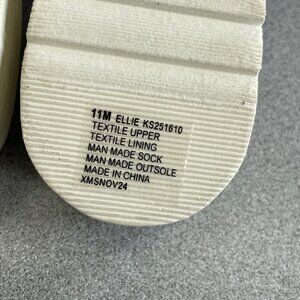 11M ELLIE KS251610
TEXTILE UPPER
TEXTILE LINING
MAN MADE SOCK
MAN MADE OUTSOLE
MADE IN CHINA
XMSNOV24